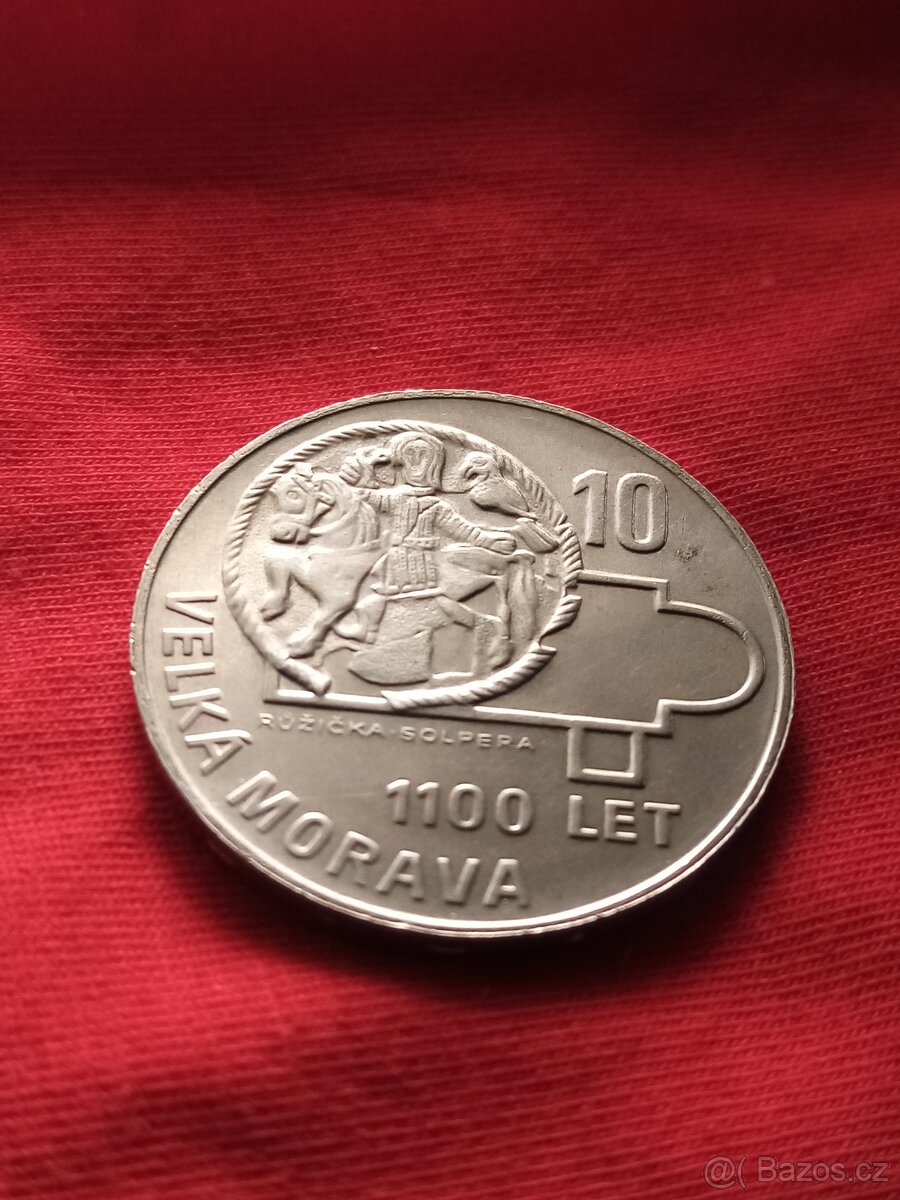 10
RŮŽIČKA·SOLPERA
1100 LET
VELKÁ MORAVA
@( Bazos.cz